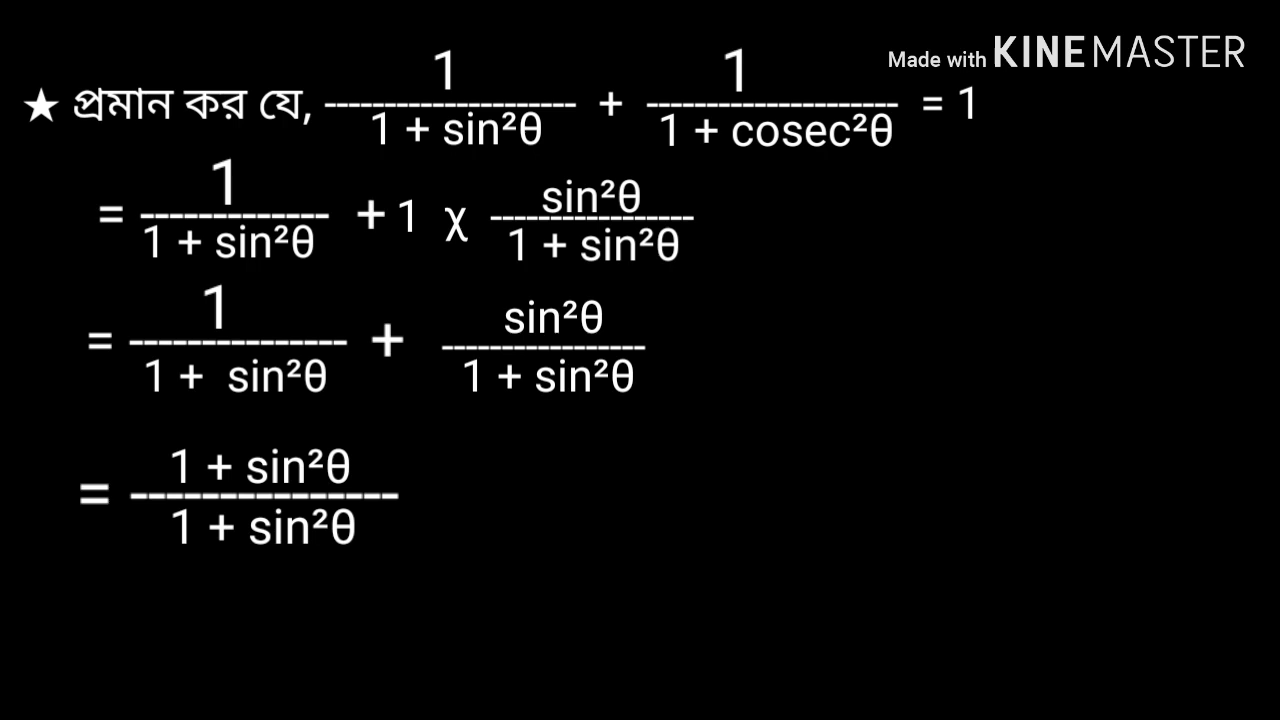 Made with KINEMASTER
★ প্রমান কর যে, 1 / 1 + sin²θ + 1 / 1 + cosec²θ = 1
= 1 / 1 + sin²θ + 1 χ sin²θ / 1 + sin²θ
= 1 / 1 + sin²θ + sin²θ / 1 + sin²θ
= 1 + sin²θ / 1 + sin²θ